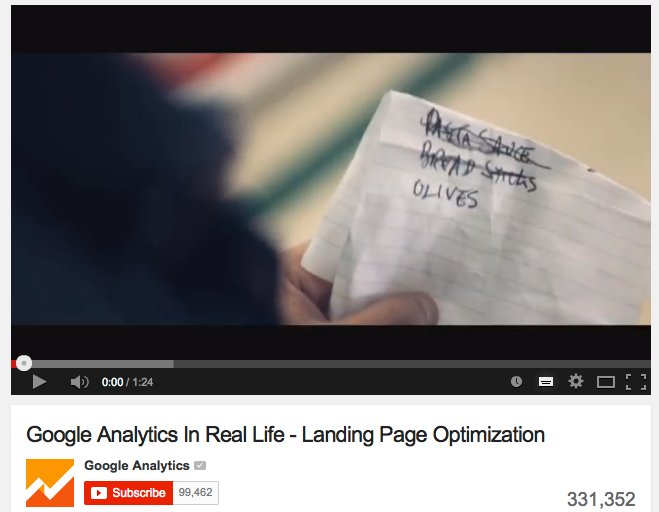 PASTA SAUCE
BREAD STICKS
OLIVES
0:00 / 1:24
Google Analytics In Real Life - Landing Page Optimization
Google Analytics
Subscribe 99,462
331,352